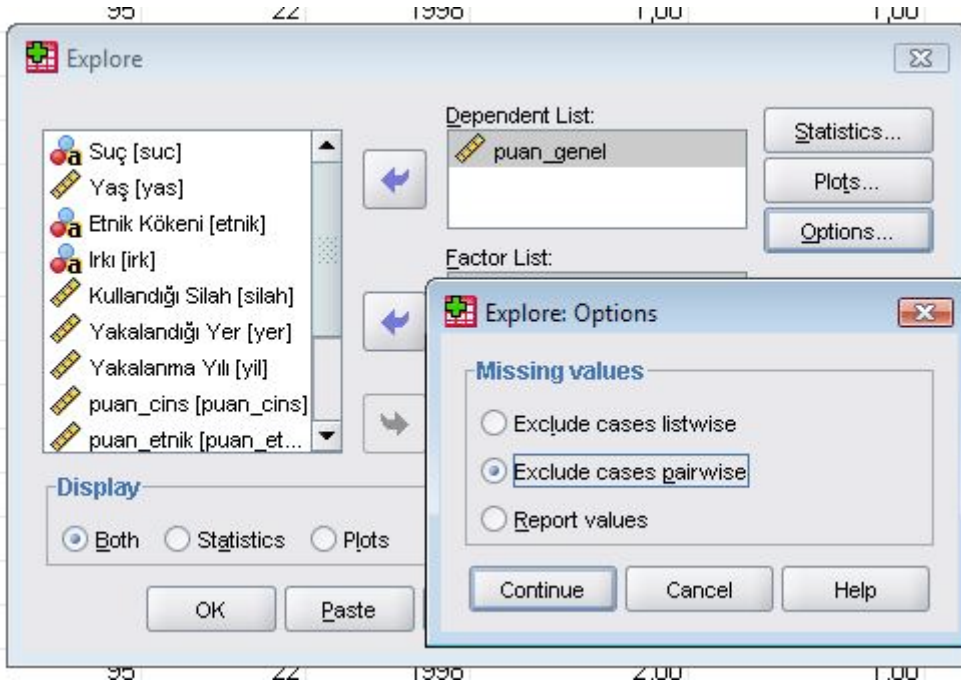 Explore
Dependent List:
Suç [suc]
Yaş [yas]
Etnik Kökeni [etnik]
Irkı [irk]
Kullandığı Silah [silah]
Yakalandığı Yer [yer]
Yakalanma Yılı [yil]
puan_cins [puan_cins]
puan_etnik [puan_et...
puan_genel
Statistics...
Plots...
Options...
Factor List:
Display
Both Statistics Plots
OK Paste
Explore: Options
Missing values
Exclude cases listwise
Exclude cases pairwise
Report values
Continue Cancel Help